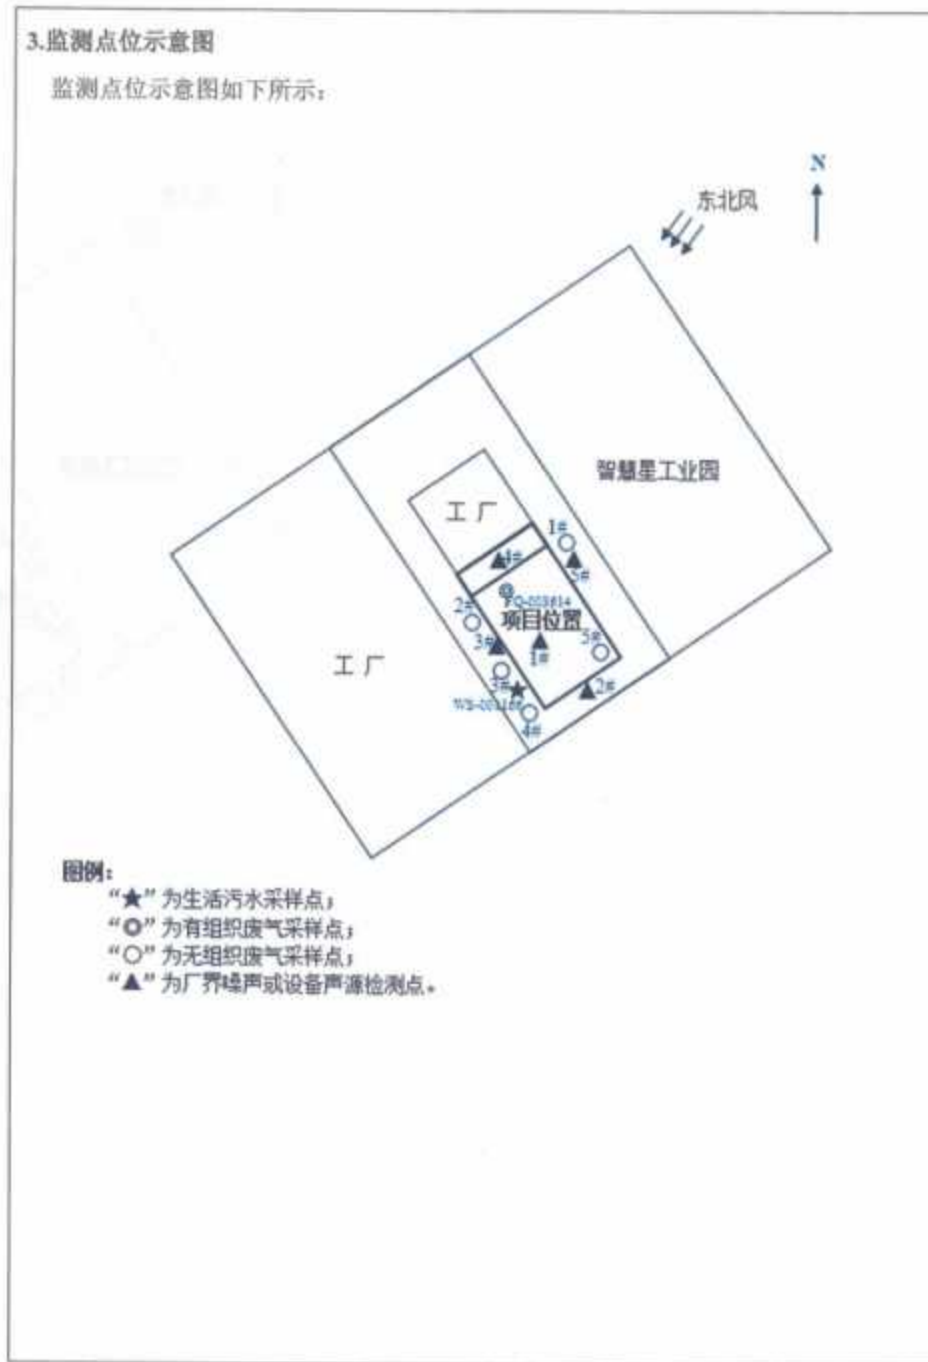 3.监测点位示意图
监测点位示意图如下所示：
N
东北风
智慧星工业园
工 厂
1#
4#
5#
2#
项目位置
3#
1#
5#
工 厂
3#
2#
4#
图例：
“★”为生活污水采样点；
“◎”为有组织废气采样点；
“○”为无组织废气采样点；
“▲”为厂界噪声或设备声源检测点。